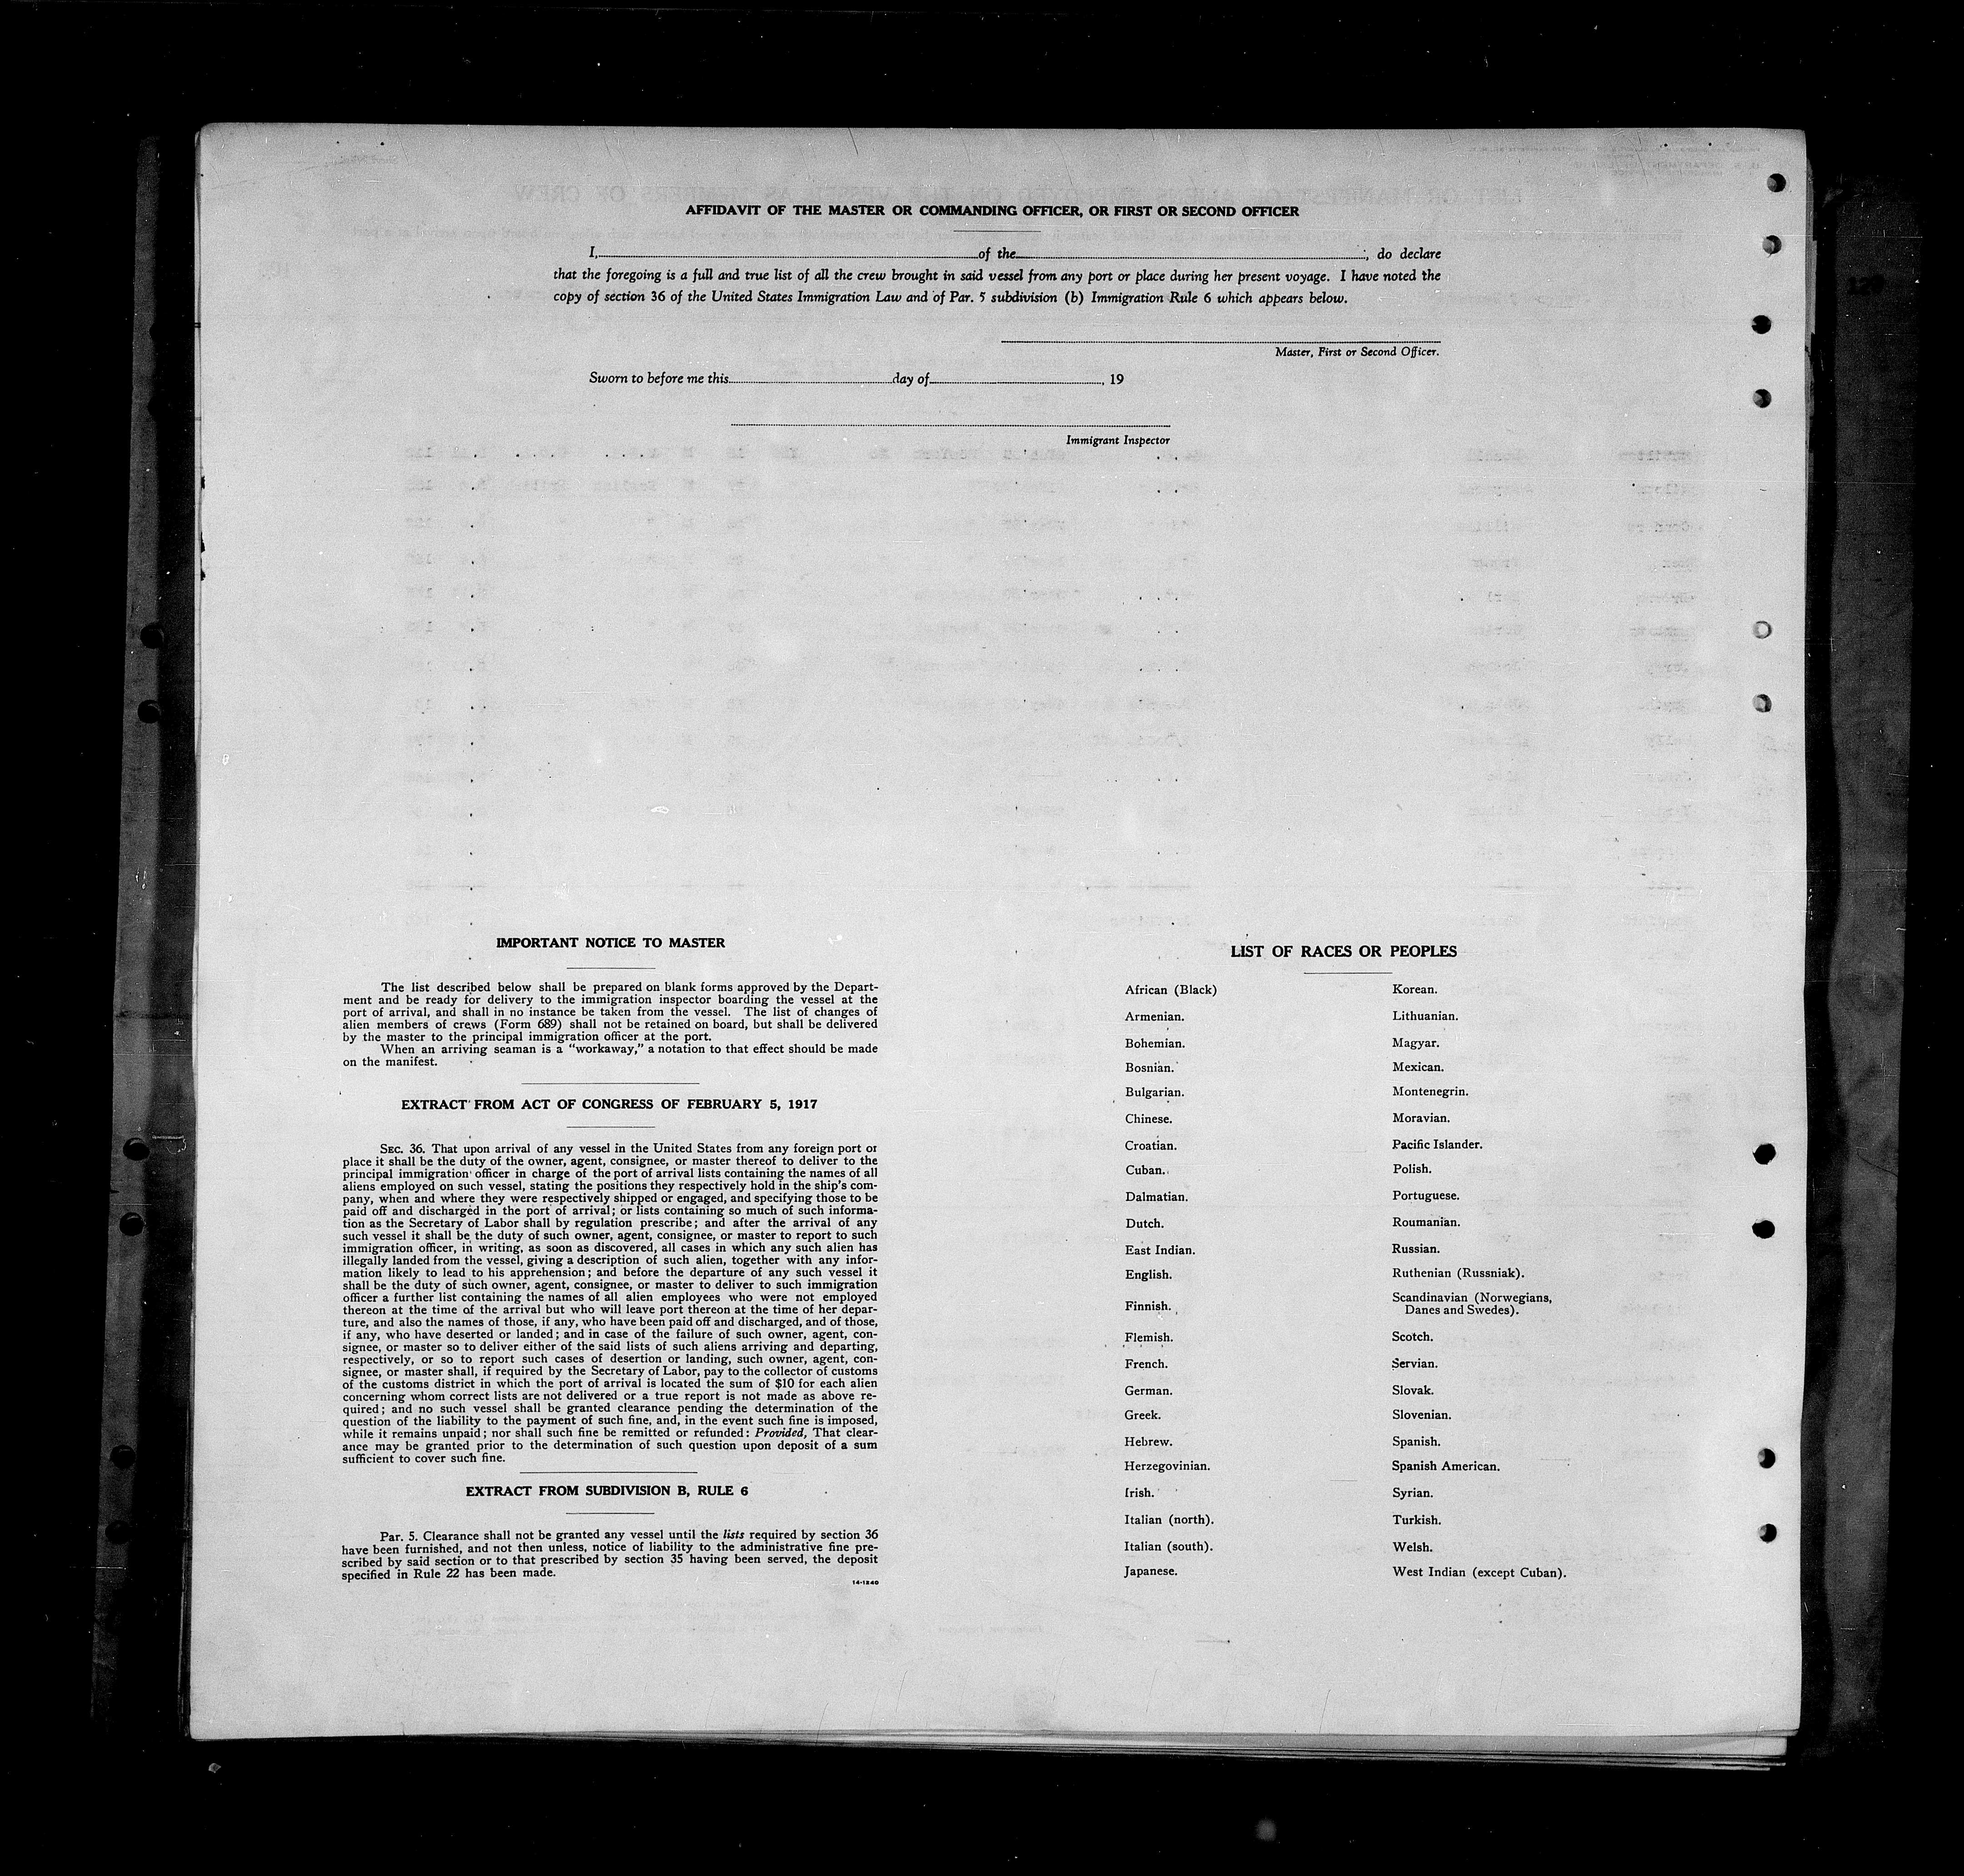 AFFIDAVIT OF THE MASTER OR COMMANDING OFFICER, OR FIRST OR SECOND OFFICER
I, of the , do declare
that the foregoing is a full and true list of all the crew brought in said vessel from any port or place during her present voyage. I have noted the
copy of section 36 of the United States Immigration Law and of Par. 5 subdivision (b) Immigration Rule 6 which appears below.
Master, First or Second Officer.
Sworn to before me this day of , 19
Immigrant Inspector
IMPORTANT NOTICE TO MASTER
The list described below shall be prepared on blank forms approved by the Depart-
ment and be ready for delivery to the immigration inspector boarding the vessel at the
port of arrival, and shall in no instance be taken from the vessel. The list of changes of
alien members of crews (Form 689) shall not be retained on board, but shall be delivered
by the master to the principal immigration officer at the port.
When an arriving seaman is a "workaway," a notation to that effect should be made
on the manifest.
EXTRACT FROM ACT OF CONGRESS OF FEBRUARY 5, 1917
SEC. 36. That upon arrival of any vessel in the United States from any foreign port or
place it shall be the duty of the owner, agent, consignee, or master thereof to deliver to the
principal immigration officer in charge of the port of arrival lists containing the names of all
aliens employed on such vessel, stating the positions they respectively hold in the ship's com-
pany, when and where they were respectively shipped or engaged, and specifying those to be
paid off and discharged in the port of arrival; or lists containing so much of such informa-
tion as the Secretary of Labor shall by regulation prescribe; and after the arrival of any
such vessel it shall be the duty of such owner, agent, consignee, or master to report to such
immigration officer, in writing, as soon as discovered, all cases in which any such alien has
illegally landed from the vessel, giving a description of such alien, together with any infor-
mation likely to lead to his apprehension; and before the departure of any such vessel it
shall be the duty of such owner, agent, consignee, or master to deliver to such immigration
officer a further list containing the names of all alien employees who were not employed
thereon at the time of the arrival but who will leave port thereon at the time of her depar-
ture, and also the names of those, if any, who have been paid off and discharged, and of those,
if any, who have deserted or landed; and in case of the failure of such owner, agent, con-
signee, or master so to deliver either of the said lists of such aliens arriving and departing,
respectively, or so to report such cases of desertion or landing, such owner, agent, con-
signee, or master shall, if required by the Secretary of Labor, pay to the collector of customs
of the customs district in which the port of arrival is located the sum of $10 for each alien
concerning whom correct lists are not delivered or a true report is not made as above re-
quired; and no such vessel shall be granted clearance pending the determination of the
question of the liability to the payment of such fine, and, in the event such fine is imposed,
while it remains unpaid; nor shall such fine be remitted or refunded: Provided, That clear-
ance may be granted prior to the determination of such question upon deposit of a sum
sufficient to cover such fine.
EXTRACT FROM SUBDIVISION B, RULE 6
Par. 5. Clearance shall not be granted any vessel until the lists required by section 36
have been furnished, and not then unless, notice of liability to the administrative fine pre-
scribed by said section or to that prescribed by section 35 having been served, the deposit
specified in Rule 22 has been made.
14-1240
LIST OF RACES OR PEOPLES
African (Black)
Armenian.
Bohemian.
Bosnian.
Bulgarian.
Chinese.
Croatian.
Cuban.
Dalmatian.
Dutch.
East Indian.
English.
Finnish.
Flemish.
French.
German.
Greek.
Hebrew.
Herzegovinian.
Irish.
Italian (north).
Italian (south).
Japanese.
Korean.
Lithuanian.
Magyar.
Mexican.
Montenegrin.
Moravian.
Pacific Islander.
Polish.
Portuguese.
Roumanian.
Russian.
Ruthenian (Russniak).
Scandinavian (Norwegians,
Danes and Swedes).
Scotch.
Servian.
Slovak.
Slovenian.
Spanish.
Spanish American.
Syrian.
Turkish.
Welsh.
West Indian (except Cuban).